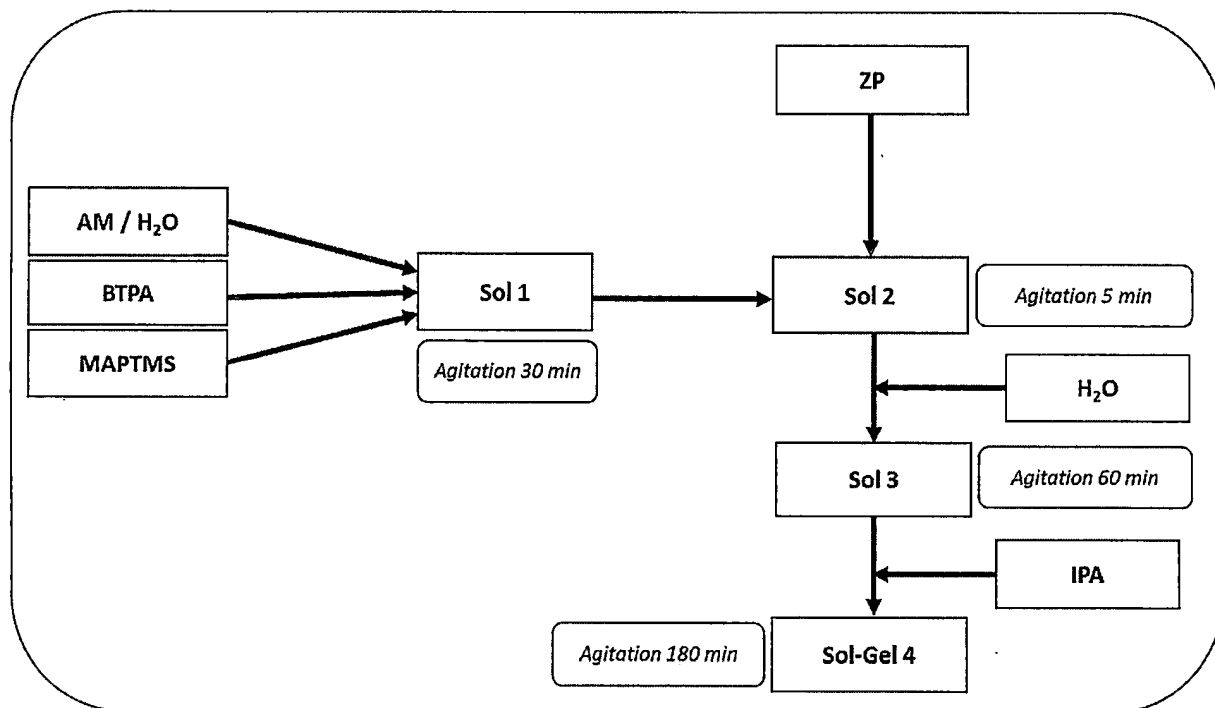 ZP
AM / H₂O
BTPA
MAPTMS
Sol 1
Agitation 30 min
Sol 2
Agitation 5 min
H₂O
Sol 3
Agitation 60 min
IPA
Agitation 180 min
Sol-Gel 4